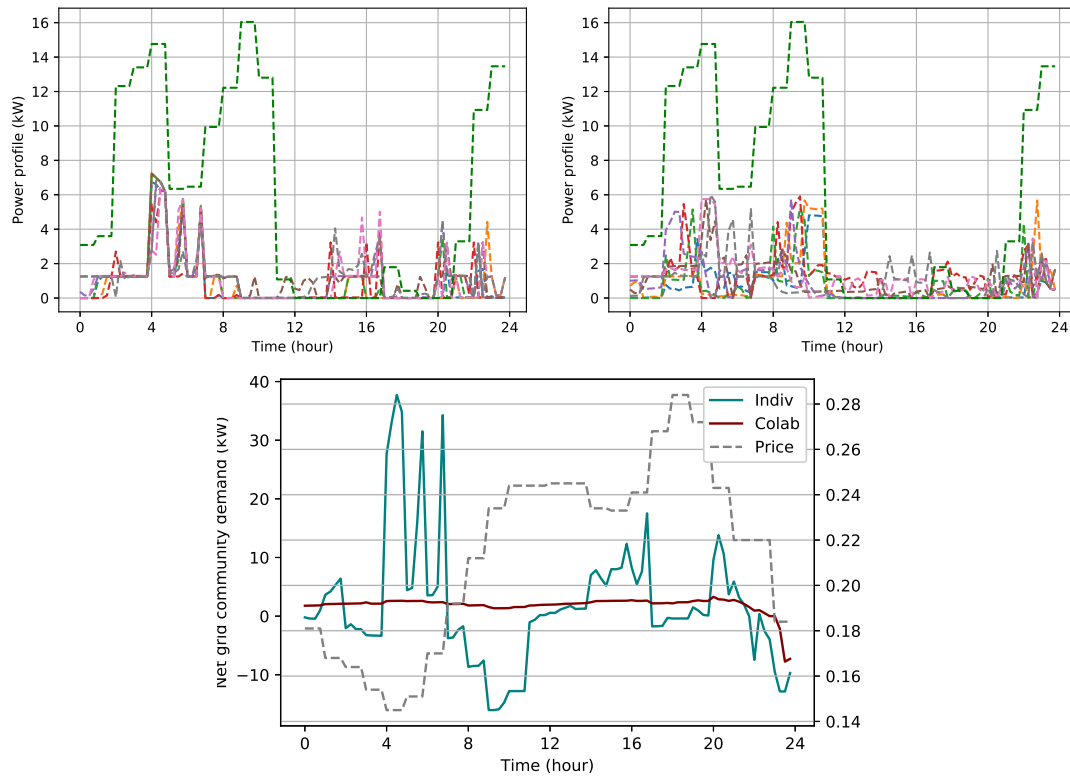 16
14
12
10
8
6
4
2
0
Power profile (kW)
0 4 8 12 16 20 24
Time (hour)
16
14
12
10
8
6
4
2
0
Power profile (kW)
0 4 8 12 16 20 24
Time (hour)
40
30
20
10
0
−10
Net grid community demand (kW)
Indiv
Colab
Price
0.28
0.26
0.24
0.22
0.20
0.18
0.16
0.14
0 4 8 12 16 20 24
Time (hour)